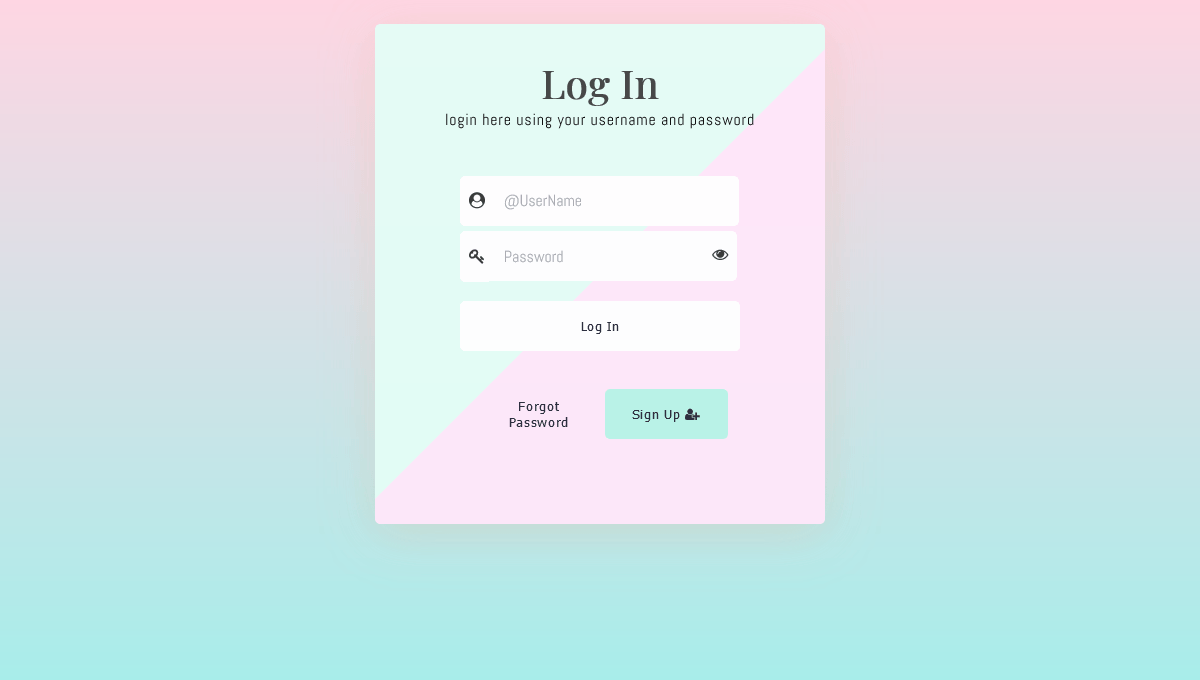 Log In
login here using your username and password
@UserName
Password
Log In
Forgot
Password
Sign Up